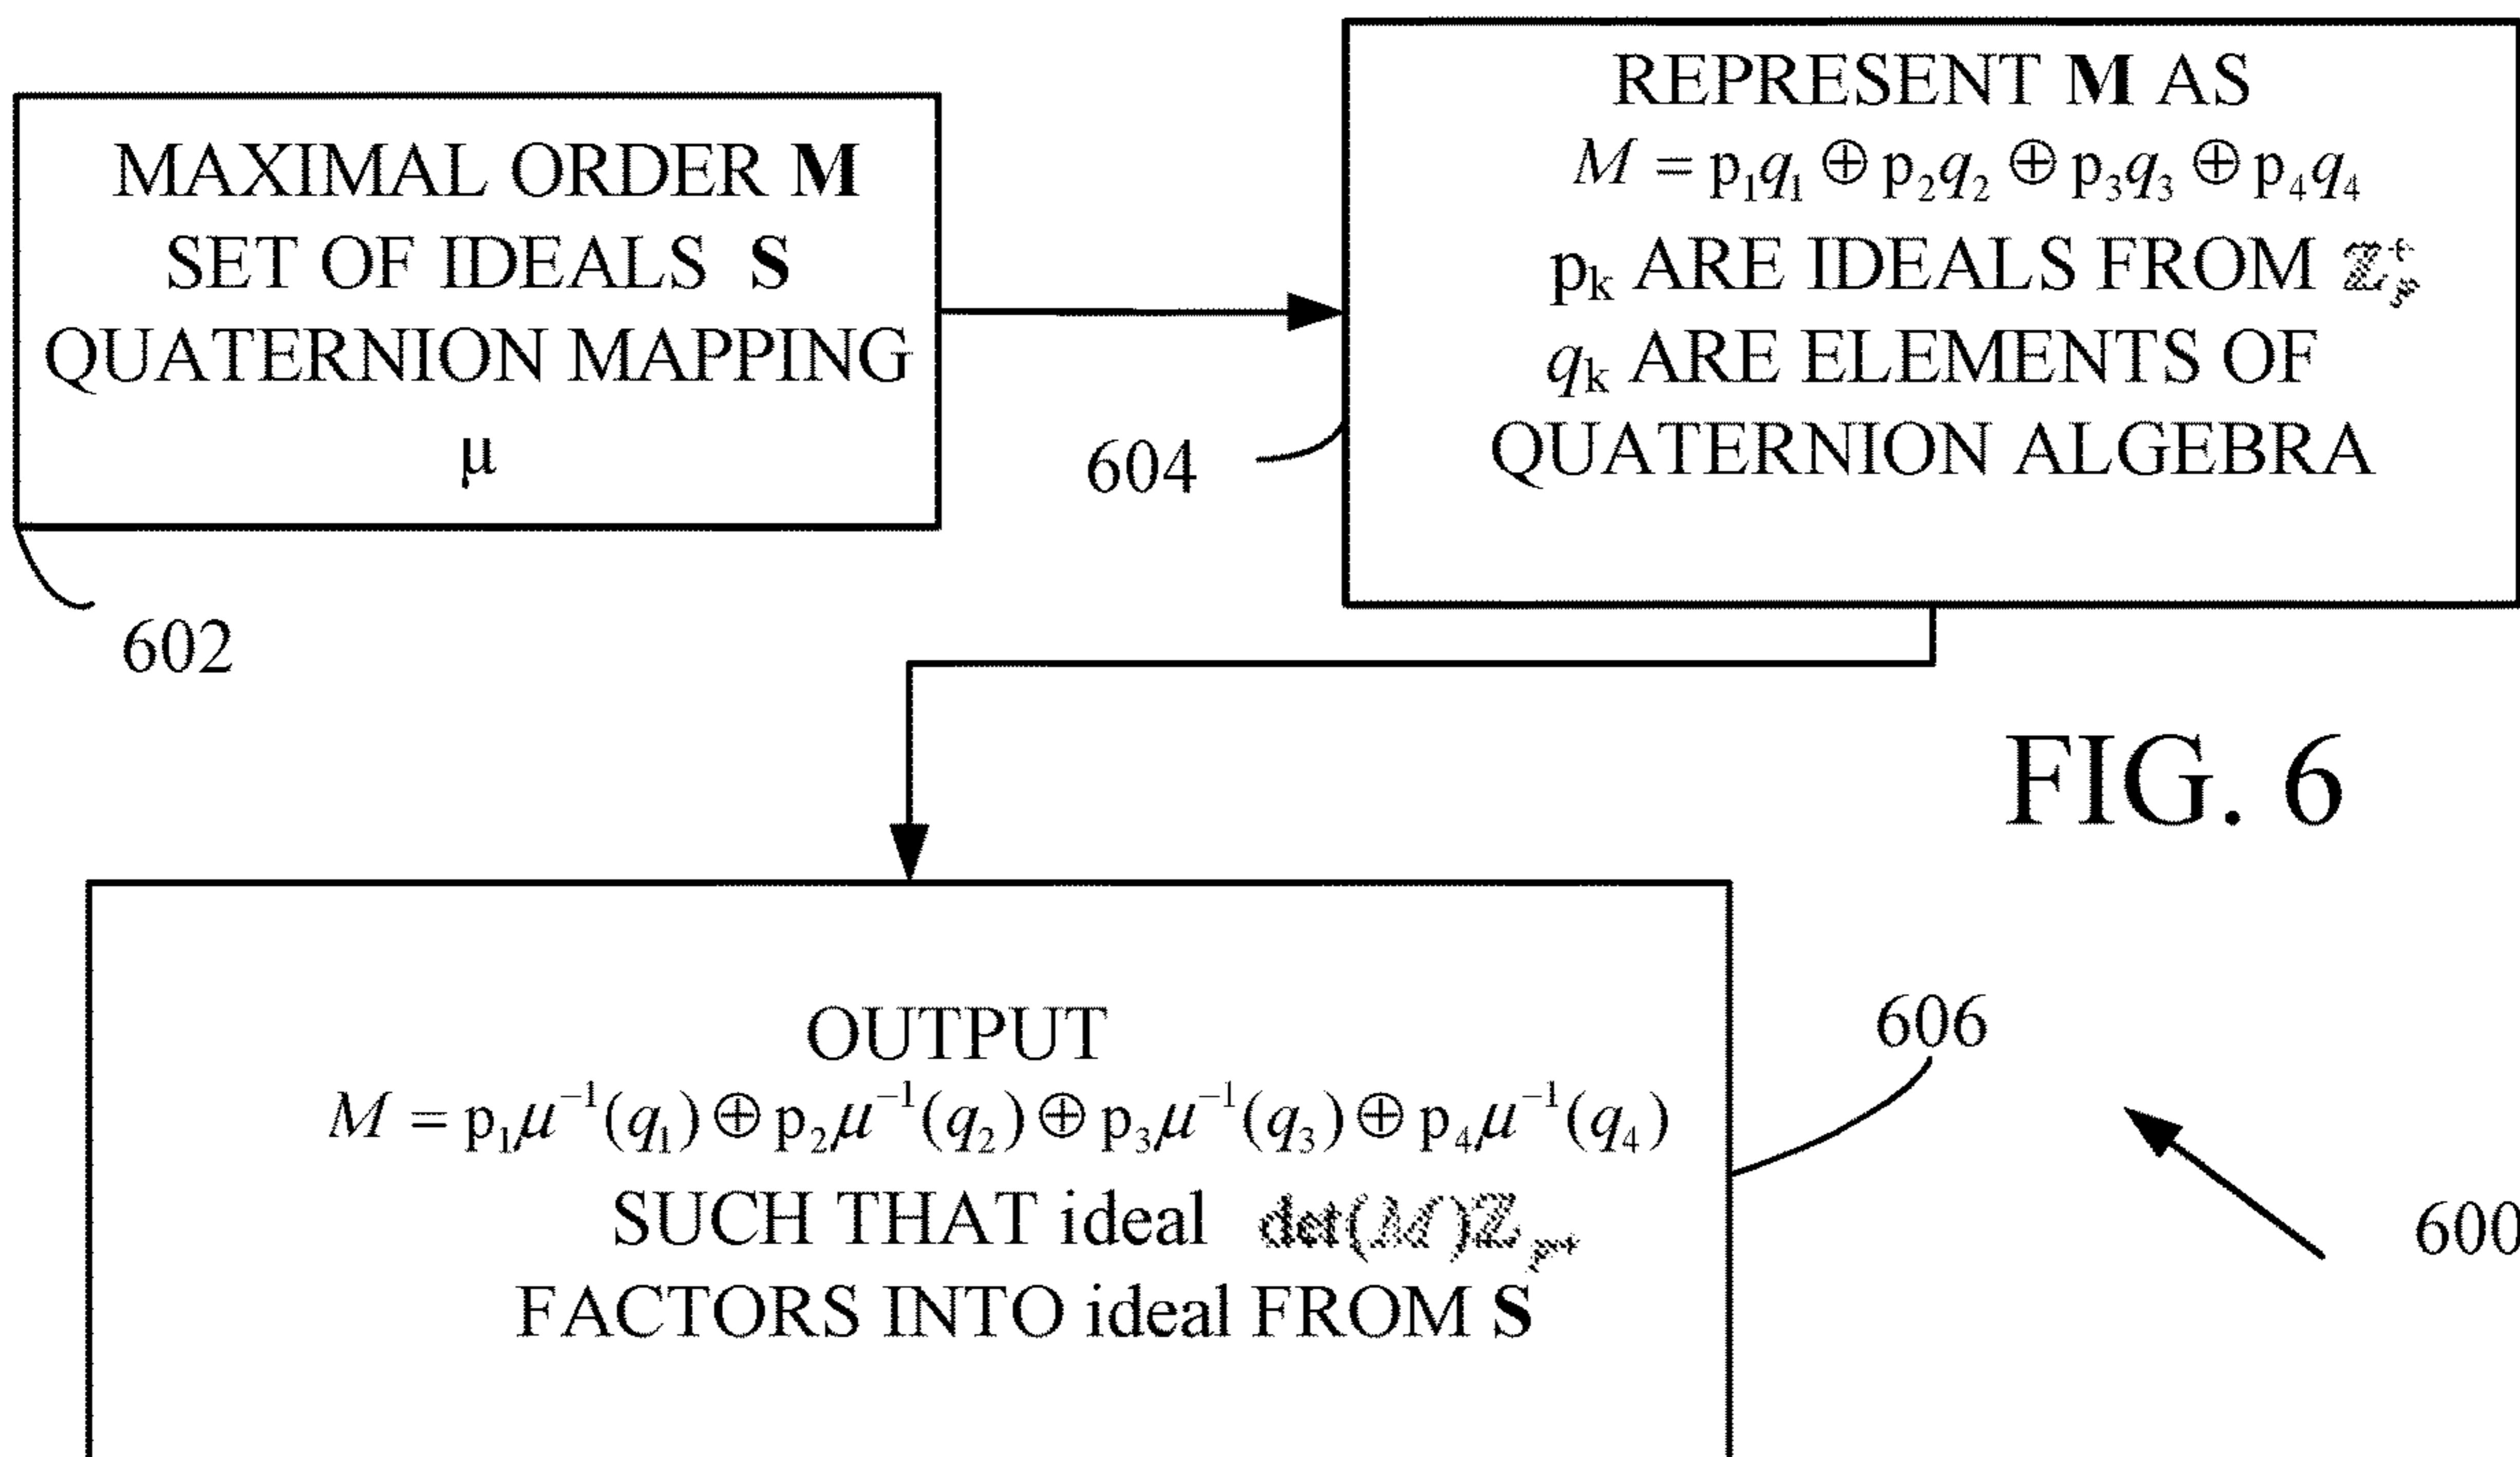 MAXIMAL ORDER M
SET OF IDEALS S
QUATERNION MAPPING
μ
602
REPRESENT M AS
M = p₁q₁ ⊕ p₂q₂ ⊕ p₃q₃ ⊕ p₄q₄
pₖ ARE IDEALS FROM
qₖ ARE ELEMENTS OF
QUATERNION ALGEBRA
604
FIG. 6
OUTPUT
M = p₁μ⁻¹(q₁) ⊕ p₂μ⁻¹(q₂) ⊕ p₃μ⁻¹(q₃) ⊕ p₄μ⁻¹(q₄)
SUCH THAT ideal
FACTORS INTO ideal FROM S
606
600